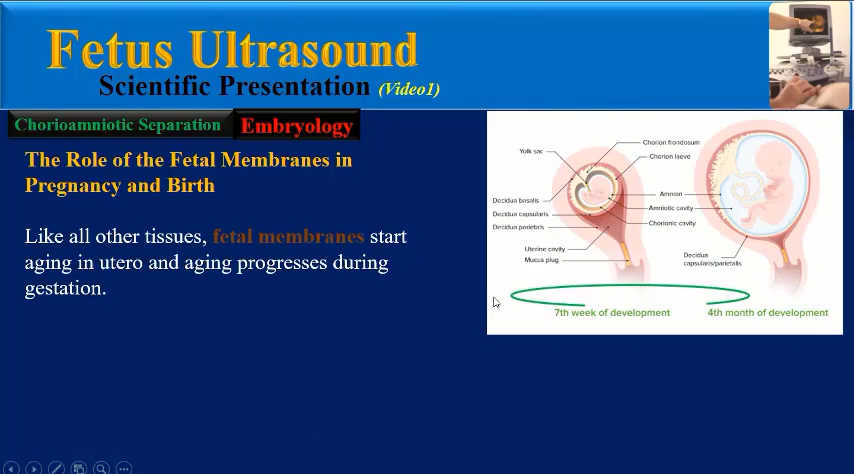 Fetus Ultrasound
Scientific Presentation (Video1)
Chorioamniotic Separation
Embryology
The Role of the Fetal Membranes in
Pregnancy and Birth
Like all other tissues, fetal membranes start
aging in utero and aging progresses during
gestation.
Yolk sac
Decidua basalis
Decidua capsularis
Decidua parietalis
Uterine cavity
Mucus plug
Chorion frondosum
Chorion laeve
Amnion
Amniotic cavity
Chorionic cavity
Decidua
capsularis/parietalis
7th week of development
4th month of development